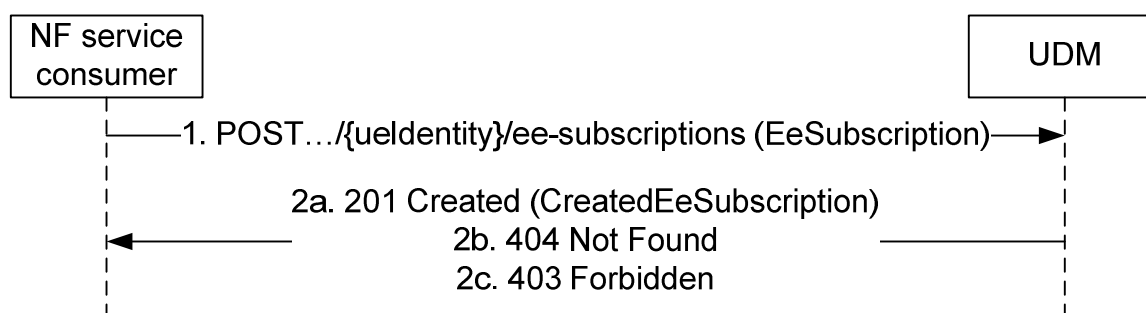 NF service
consumer
UDM
1. POST…/{ueIdentity}/ee-subscriptions (EeSubscription)
2a. 201 Created (CreatedEeSubscription)
2b. 404 Not Found
2c. 403 Forbidden